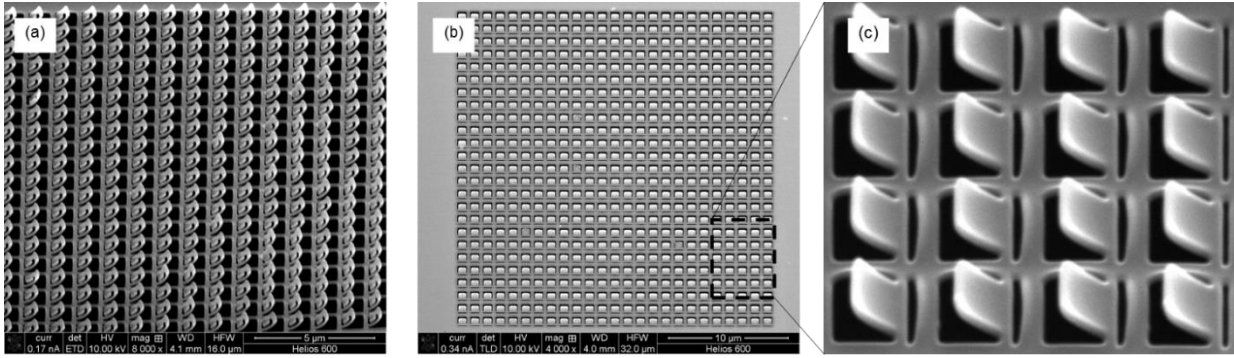 (a)
curr det HV mag WD HFW 5 µm
0.17 nA ETD 10.00 kV 8 000 x 4.1 mm 16.0 µm Helios 600
(b)
curr det HV mag WD HFW 10 µm
0.34 nA TLD 10.00 kV 4 000 x 4.0 mm 32.0 µm Helios 600
(c)